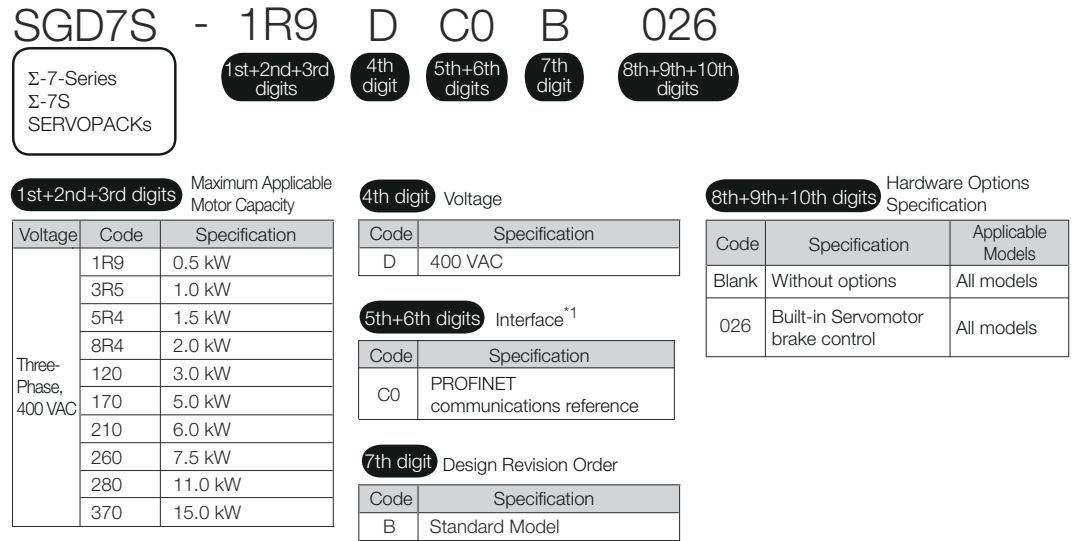 SGD7S - 1R9 D C0 B 026
Σ-7-Series
Σ-7S
SERVOPACKs
1st+2nd+3rd digits
4th digit
5th+6th digits
7th digit
8th+9th+10th digits
1st+2nd+3rd digits Maximum Applicable Motor Capacity
Voltage Code Specification
Three-Phase, 400 VAC
1R9 0.5 kW
3R5 1.0 kW
5R4 1.5 kW
8R4 2.0 kW
120 3.0 kW
170 5.0 kW
210 6.0 kW
260 7.5 kW
280 11.0 kW
370 15.0 kW
4th digit Voltage
Code Specification
D 400 VAC
5th+6th digits Interface*1
Code Specification
C0 PROFINET communications reference
7th digit Design Revision Order
Code Specification
B Standard Model
8th+9th+10th digits Hardware Options Specification
Code Specification Applicable Models
Blank Without options All models
026 Built-in Servomotor brake control All models